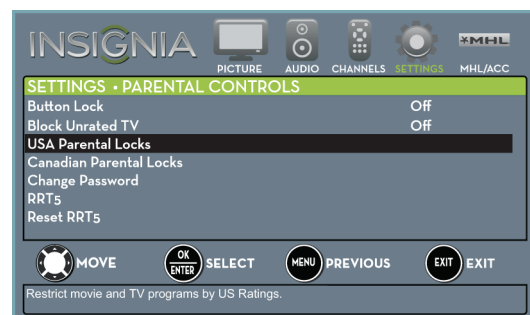 INSIGNIA
PICTURE AUDIO CHANNELS SETTINGS MHL MHL/ACC
SETTINGS • PARENTAL CONTROLS
Button Lock Off
Block Unrated TV Off
USA Parental Locks
Canadian Parental Locks
Change Password
RRT5
Reset RRT5
MOVE OK ENTER SELECT MENU PREVIOUS EXIT EXIT
Restrict movie and TV programs by US Ratings.